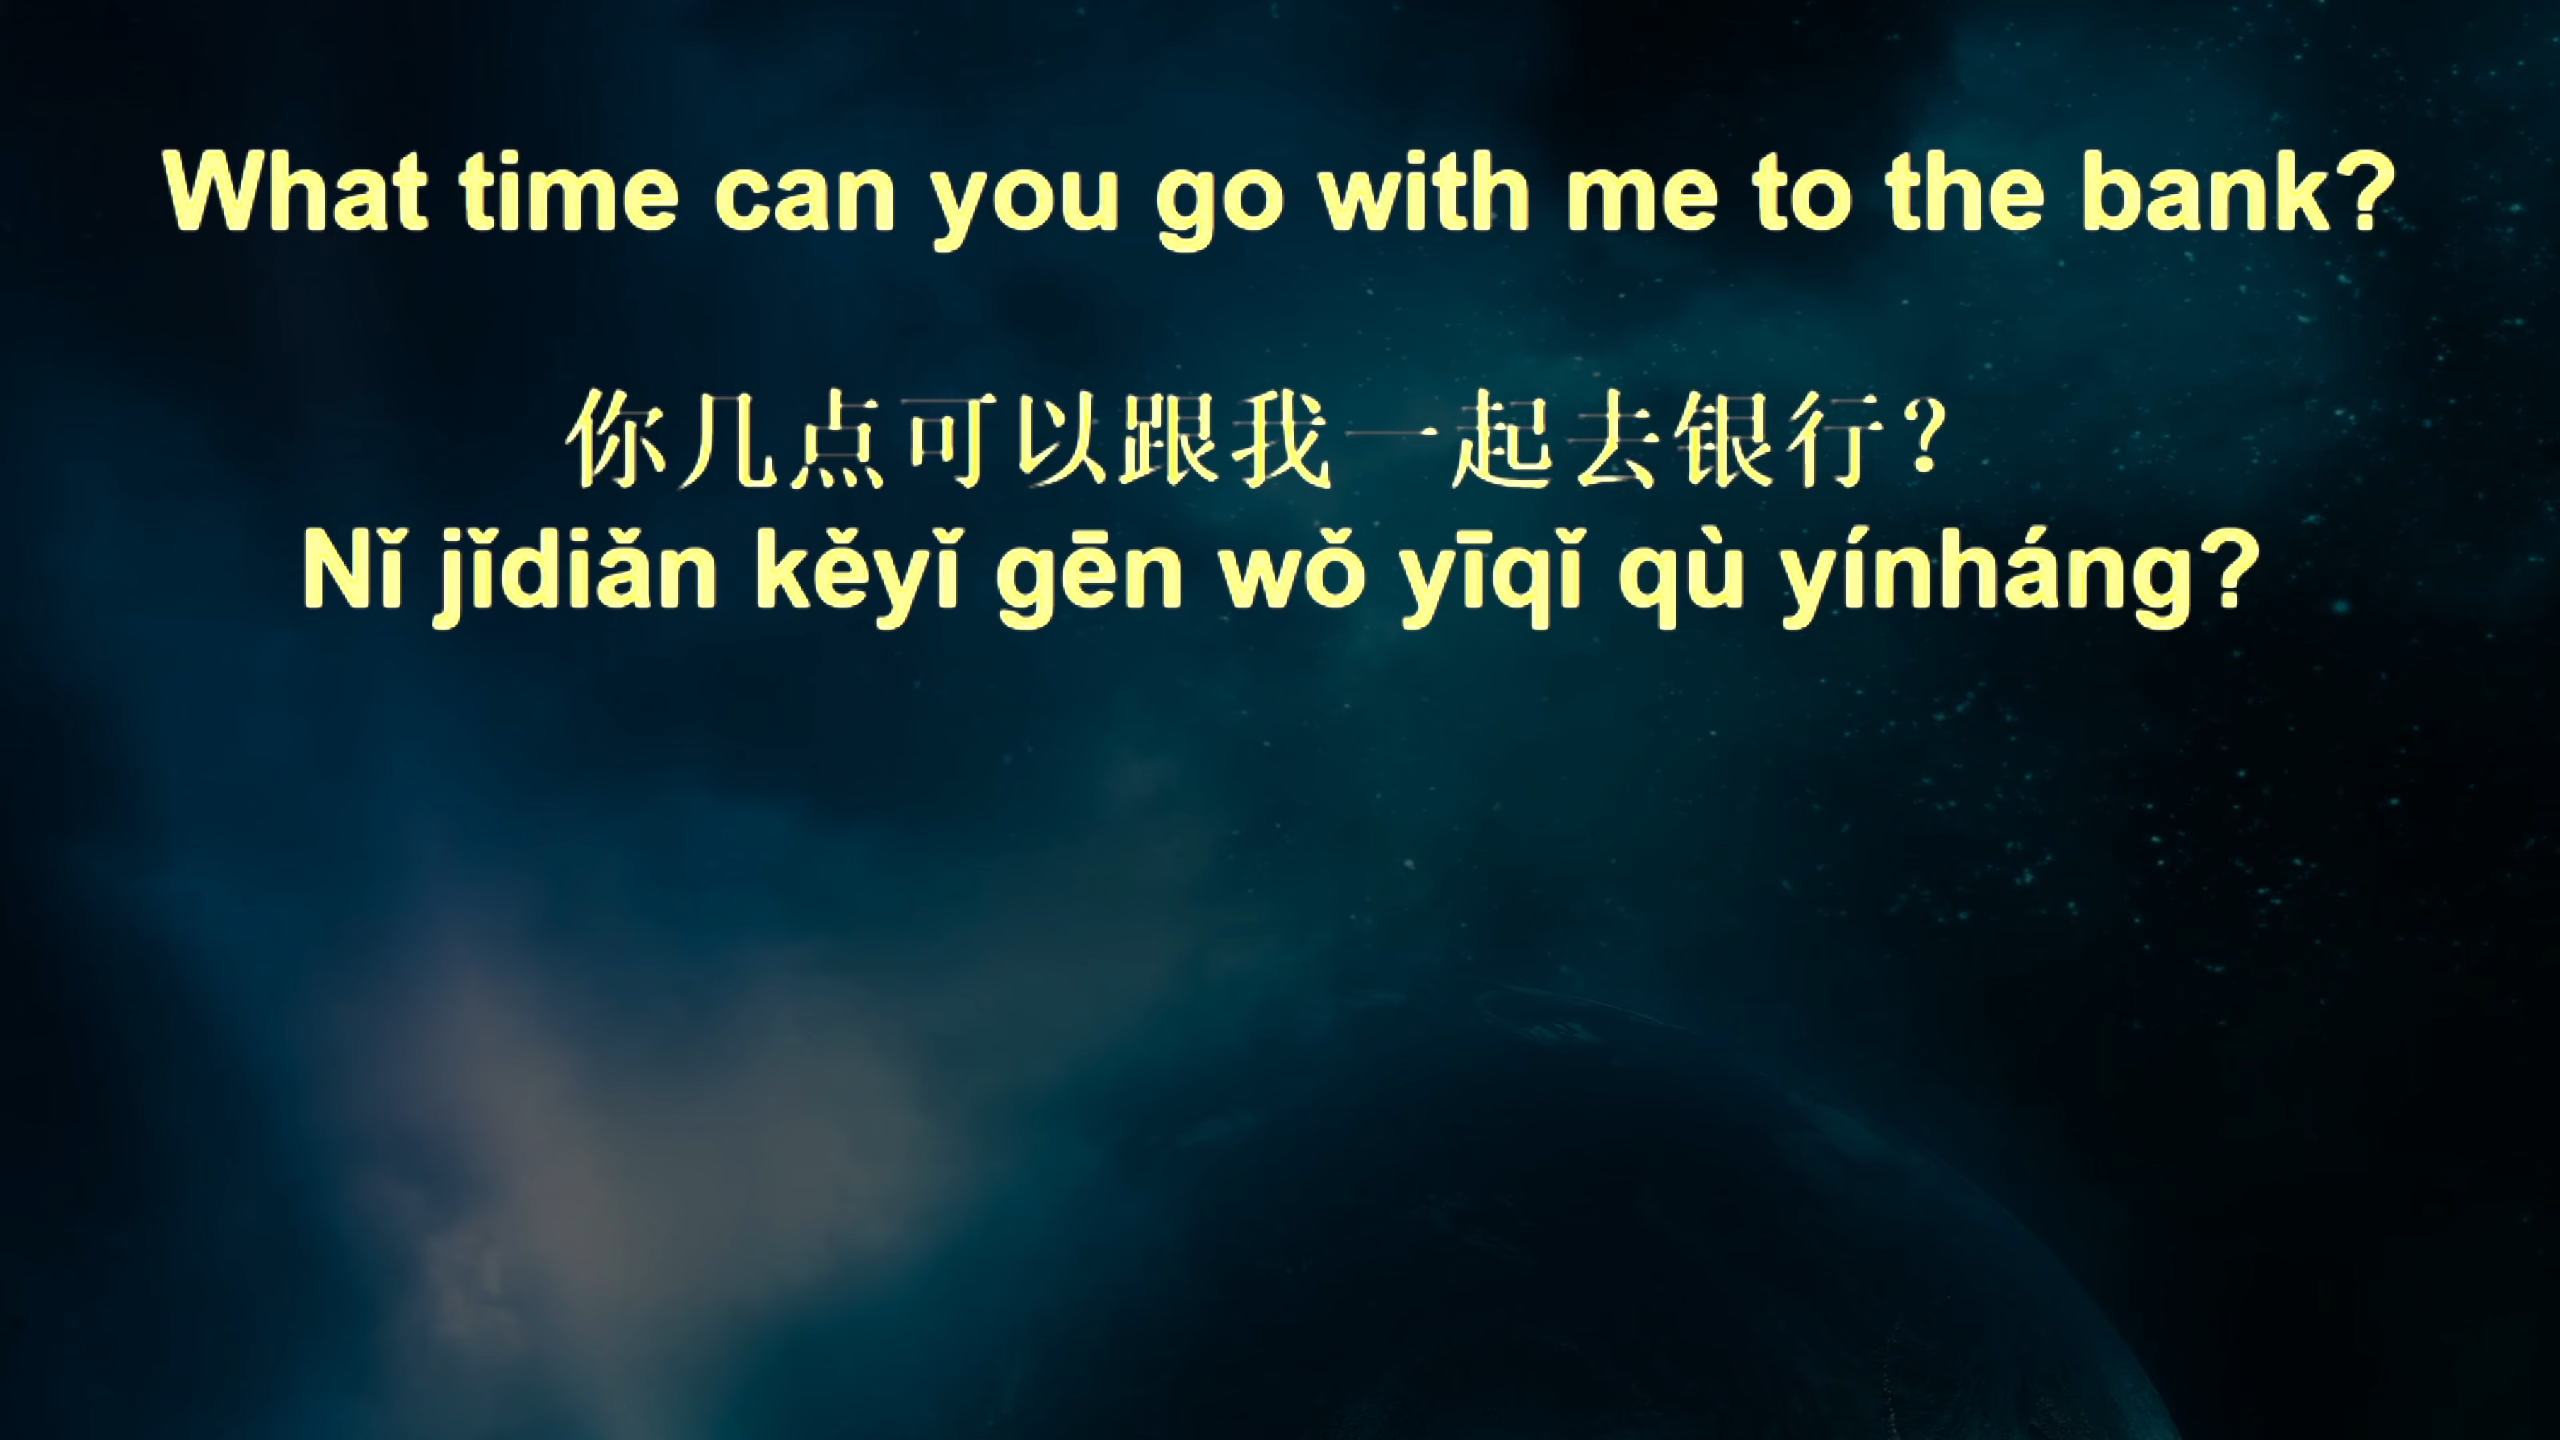 What time can you go with me to the bank?
你几点可以跟我一起去银行？
Nǐ jǐdiǎn kěyǐ gēn wǒ yīqǐ qù yínháng?